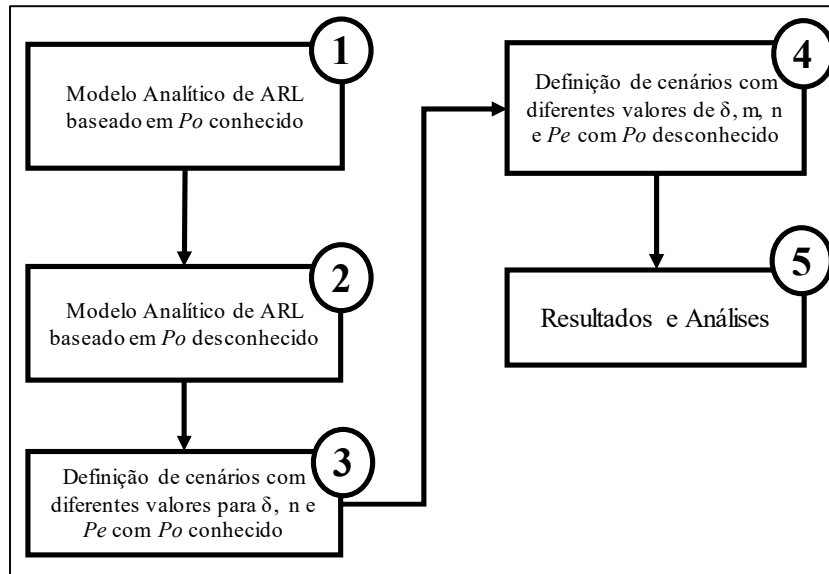 1
Modelo Analítico de ARL
baseado em Po conhecido
2
Modelo Analítico de ARL
baseado em Po desconhecido
3
Definição de cenários com
diferentes valores para δ, n e
Pe com Po conhecido
4
Definição de cenários com
diferentes valores de δ, m, n
e Pe com Po desconhecido
5
Resultados e Análises